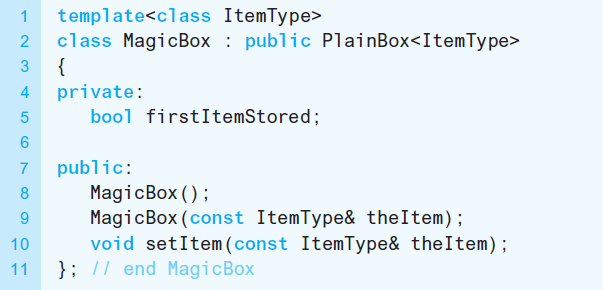 1 template<class ItemType>
2 class MagicBox : public PlainBox<ItemType>
3 {
4 private:
5    bool firstItemStored;
6
7 public:
8    MagicBox();
9    MagicBox(const ItemType& theItem);
10    void setItem(const ItemType& theItem);
11 }; // end MagicBox